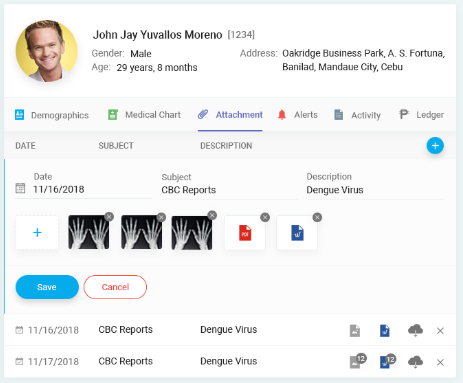 John Jay Yuvallos Moreno [1234]
Gender: Male
Address: Oakridge Business Park, A. S. Fortuna,
Age: 29 years, 8 months
Banilad, Mandaue City, Cebu
Demographics Medical Chart Attachment Alerts Activity Ledger
DATE SUBJECT DESCRIPTION
Date Subject Description
11/16/2018 CBC Reports Dengue Virus
PDF
Save Cancel
11/16/2018 CBC Reports Dengue Virus
11/17/2018 CBC Reports Dengue Virus 12 12